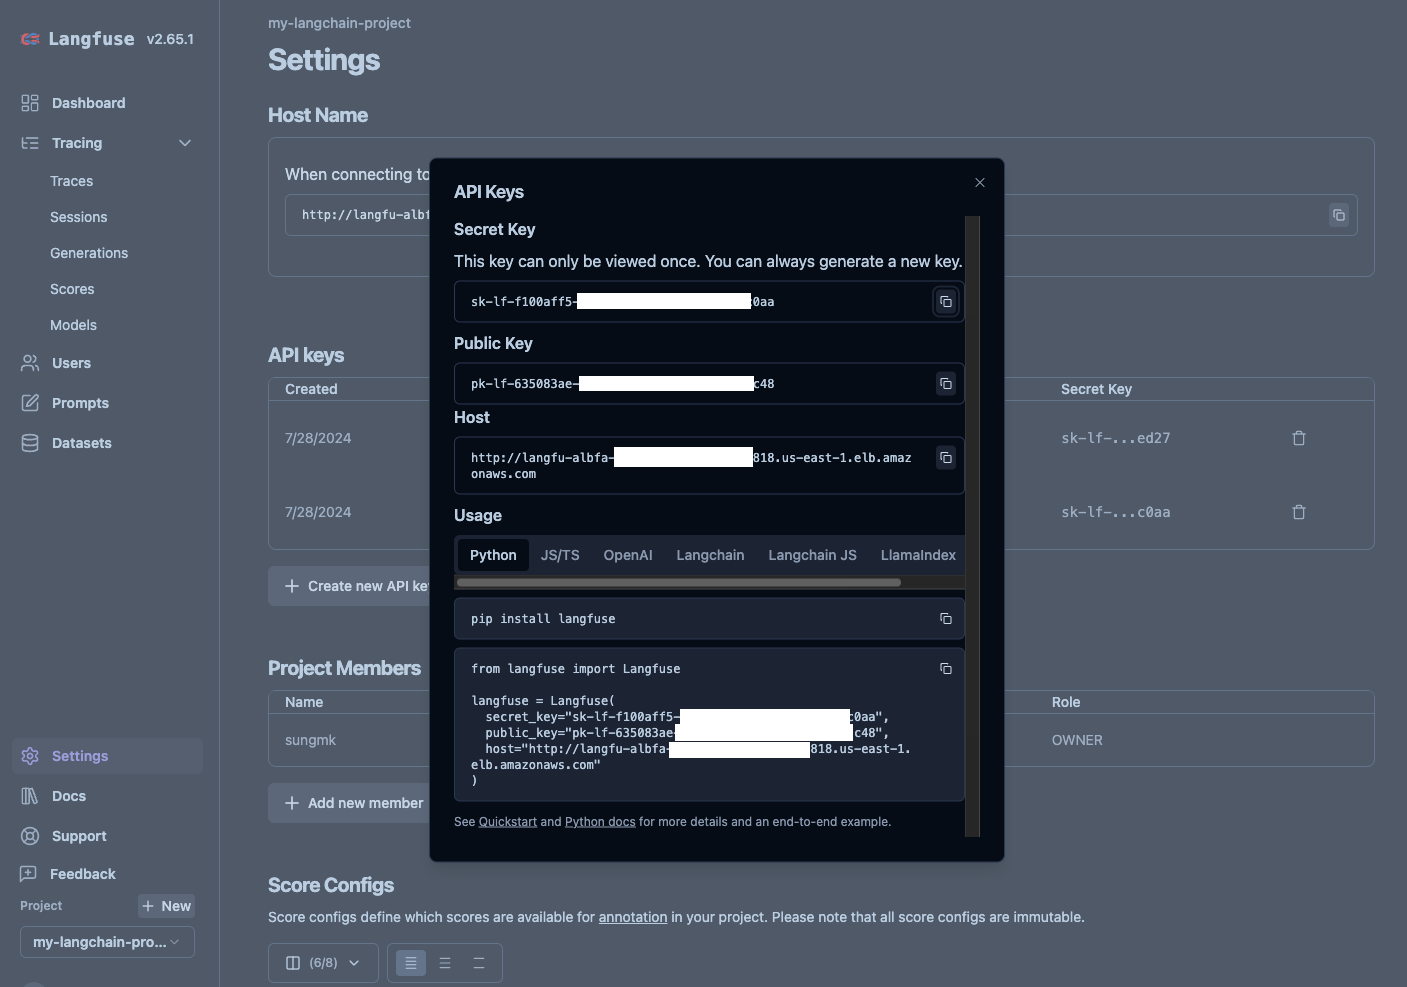 Langfuse v2.65.1
Dashboard
Tracing
Traces
Sessions
Generations
Scores
Models
Users
Prompts
Datasets
Settings
Docs
Support
Feedback
Project
New
my-langchain-pro...
my-langchain-project
Settings
Host Name
When connecting to
http://langfu-albf
API keys
Created
Secret Key
7/28/2024
sk-lf-...ed27
7/28/2024
sk-lf-...c0aa
Create new API ke
Project Members
Name
Role
sungmk
OWNER
Add new member
Score Configs
Score configs define which scores are available for annotation in your project. Please note that all score configs are immutable.
(6/8)
API Keys
Secret Key
This key can only be viewed once. You can always generate a new key.
sk-lf-f100aff5- c0aa
Public Key
pk-lf-635083ae- c48
Host
http://langfu-albfa- 818.us-east-1.elb.amaz
onaws.com
Usage
Python JS/TS OpenAI Langchain Langchain JS LlamaIndex
pip install langfuse
from langfuse import Langfuse
langfuse = Langfuse(
secret_key="sk-lf-f100aff5- c0aa",
public_key="pk-lf-635083ae- c48",
host="http://langfu-albfa- 818.us-east-1.
elb.amazonaws.com"
)
See Quickstart and Python docs for more details and an end-to-end example.